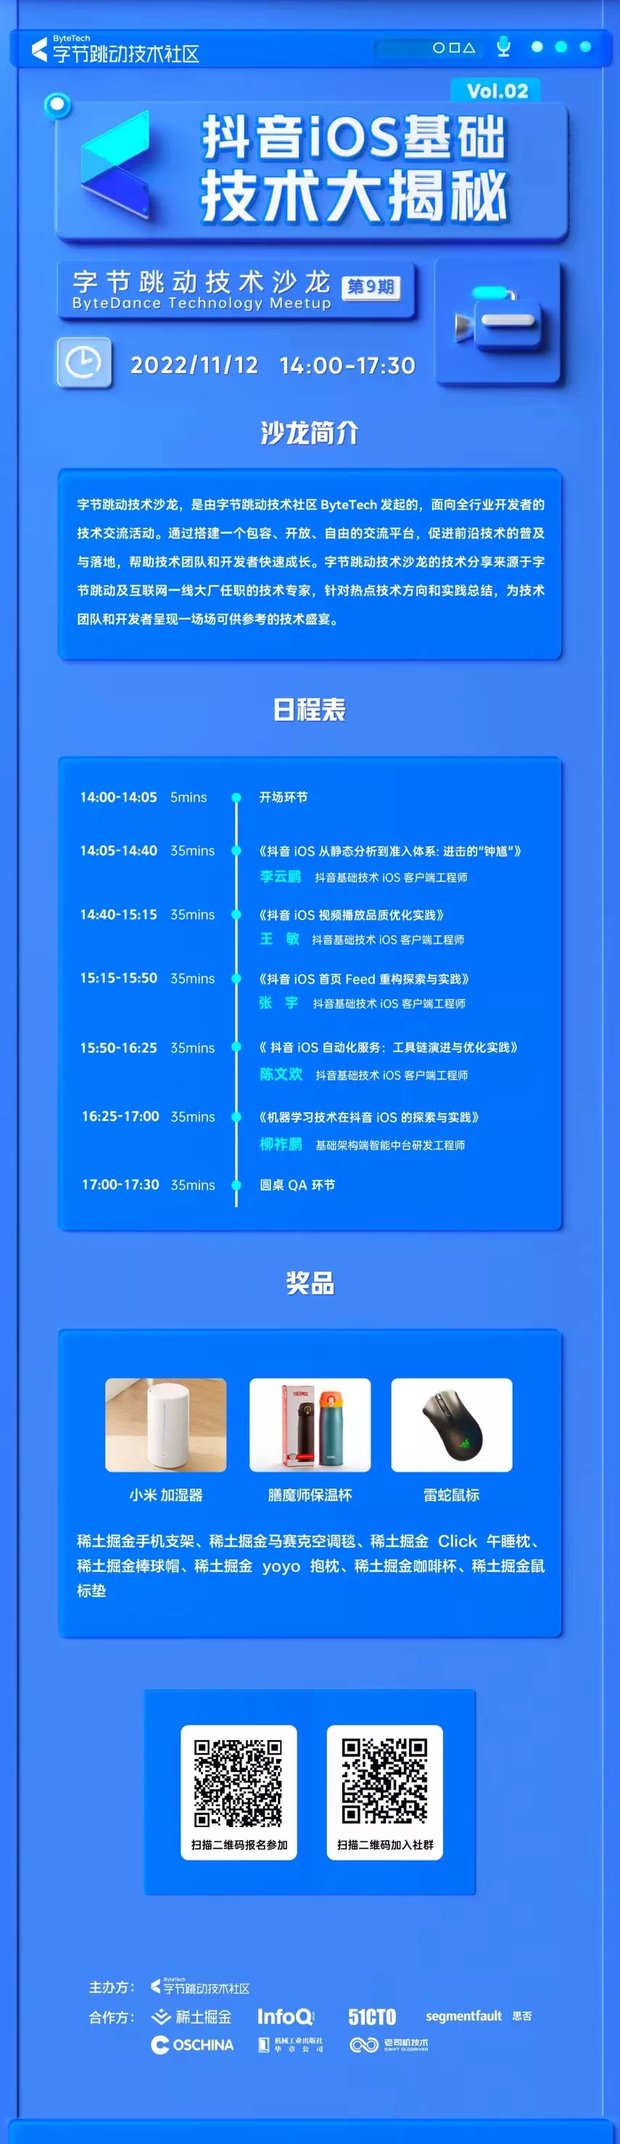 ByteTech
字节跳动技术社区
Vol.02
抖音iOS基础
技术大揭秘
字节跳动技术沙龙 第9期
ByteDance Technology Meetup
2022/11/12 14:00-17:30
沙龙简介
字节跳动技术沙龙，是由字节跳动技术社区 ByteTech 发起的，面向全行业开发者的
技术交流活动。通过搭建一个包容、开放、自由的交流平台，促进前沿技术的普及
与落地，帮助技术团队和开发者快速成长。字节跳动技术沙龙的技术分享来源于字
节跳动及互联网一线大厂任职的技术专家，针对热点技术方向和实践总结，为技术
团队和开发者呈现一场场可供参考的技术盛宴。
日程表
14:00-14:05 5mins 开场环节
14:05-14:40 35mins 《抖音 iOS 从静态分析到准入体系: 进击的"钟馗"》
李云鹏 抖音基础技术 iOS 客户端工程师
14:40-15:15 35mins 《抖音 iOS 视频播放品质优化实践》
王 敏 抖音基础技术 iOS 客户端工程师
15:15-15:50 35mins 《抖音 iOS 首页 Feed 重构探索与实践》
张 宇 抖音基础技术 iOS 客户端工程师
15:50-16:25 35mins 《 抖音 iOS 自动化服务：工具链演进与优化实践》
陈文欢 抖音基础技术 iOS 客户端工程师
16:25-17:00 35mins 《机器学习技术在抖音 iOS 的探索与实践》
柳祚鹏 基础架构端智能中台研发工程师
17:00-17:30 35mins 圆桌 QA 环节
奖品
THERMOS
小米 加湿器 膳魔师保温杯 雷蛇鼠标
稀土掘金手机支架、稀土掘金马赛克空调毯、稀土掘金 Click 午睡枕、
稀土掘金棒球帽、稀土掘金 yoyo 抱枕、稀土掘金咖啡杯、稀土掘金鼠
标垫
扫描二维码报名参加 扫描二维码加入社群
主办方： ByteTech 字节跳动技术社区
合作方： 稀土掘金 InfoQ 51CTO segmentfault 思否
OSCHINA 机械工业出版社 老司机技术
华章公司 SWIFT OLDDRIVER